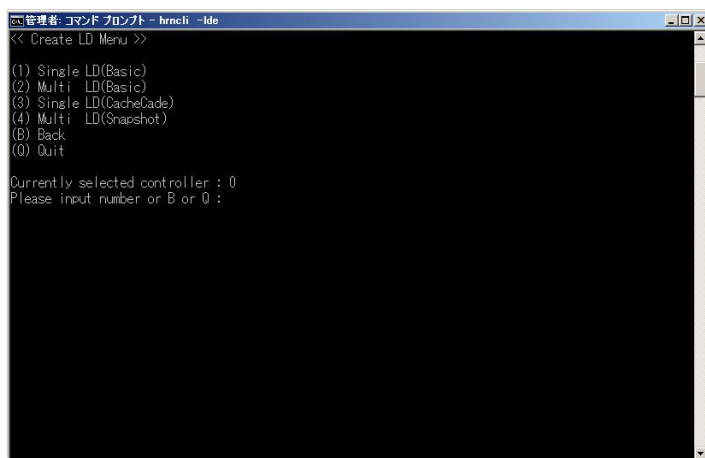 管理者: コマンド プロンプト - hrncli -lde
<< Create LD Menu >>
(1) Single LD(Basic)
(2) Multi  LD(Basic)
(3) Single LD(CacheCade)
(4) Multi  LD(Snapshot)
(B) Back
(Q) Quit
Currently selected controller : 0
Please input number or B or Q :